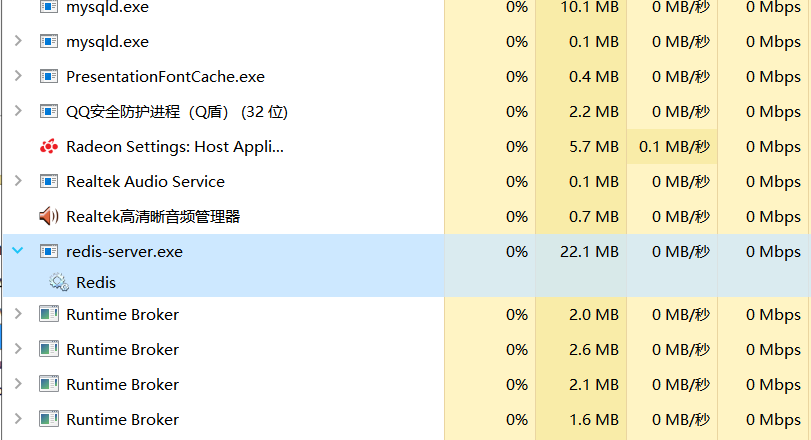 mysqld.exe 0% 10.1 MB 0 MB/秒 0 Mbps
mysqld.exe 0% 0.1 MB 0 MB/秒 0 Mbps
PresentationFontCache.exe 0% 0.4 MB 0 MB/秒 0 Mbps
QQ安全防护进程（Q盾） (32 位) 0% 2.2 MB 0 MB/秒 0 Mbps
Radeon Settings: Host Appli... 0% 5.7 MB 0.1 MB/秒 0 Mbps
Realtek Audio Service 0% 0.1 MB 0 MB/秒 0 Mbps
Realtek高清晰音频管理器 0% 0.7 MB 0 MB/秒 0 Mbps
redis-server.exe 0% 22.1 MB 0 MB/秒 0 Mbps
Redis
Runtime Broker 0% 2.0 MB 0 MB/秒 0 Mbps
Runtime Broker 0% 2.6 MB 0 MB/秒 0 Mbps
Runtime Broker 0% 2.1 MB 0 MB/秒 0 Mbps
Runtime Broker 0% 1.6 MB 0 MB/秒 0 Mbps